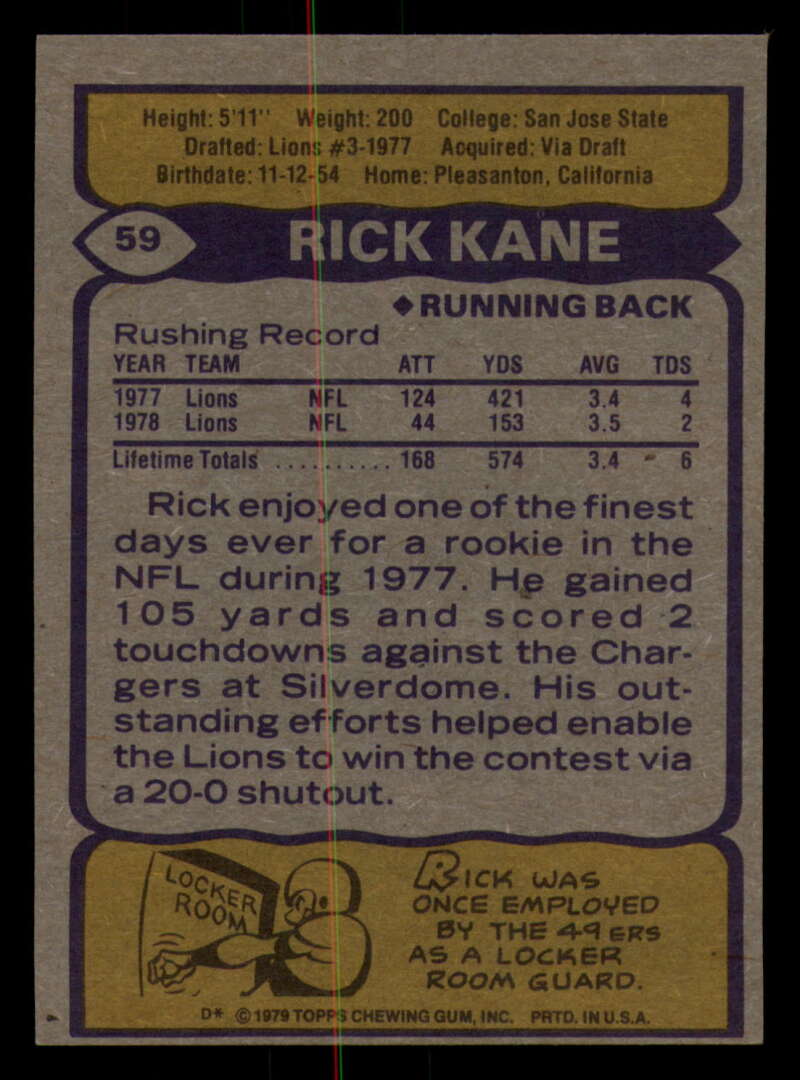 Height: 5'11" Weight: 200 College: San Jose State
Drafted: Lions #3-1977 Acquired: Via Draft
Birthdate: 11-12-54 Home: Pleasanton, California
59 RICK KANE
◆RUNNING BACK
Rushing Record
YEAR TEAM ATT YDS AVG TDS
1977 Lions NFL 124 421 3.4 4
1978 Lions NFL 44 153 3.5 2
Lifetime Totals .......... 168 574 3.4 6
Rick enjoyed one of the finest
days ever for a rookie in the
NFL during 1977. He gained
105 yards and scored 2
touchdowns against the Char-
gers at Silverdome. His out-
standing efforts helped enable
the Lions to win the contest via
a 20-0 shutout.
LOCKER
ROOM
RICK WAS
ONCE EMPLOYED
BY THE 49ERS
AS A LOCKER
ROOM GUARD.
D* © 1979 TOPPS CHEWING GUM, INC. PRTD. IN U.S.A.